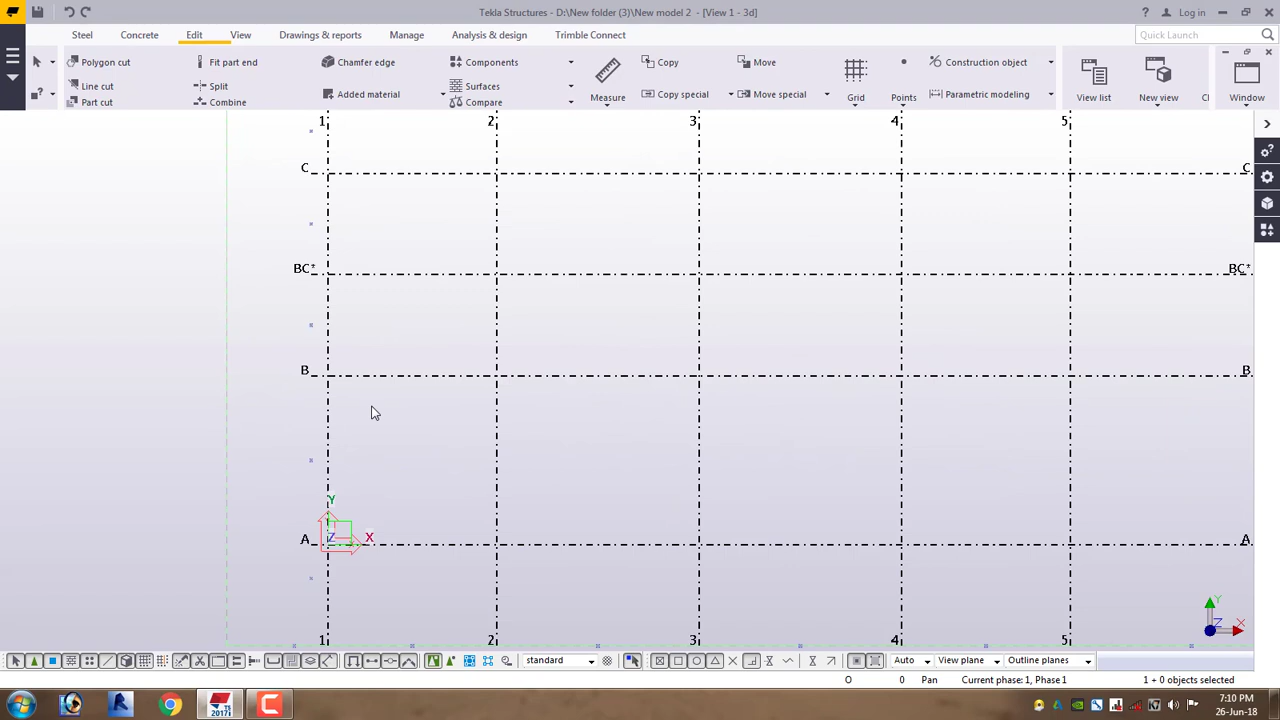 Tekla Structures - D:\New folder (3)\New model 2 - [View 1 - 3d]
? Log in
Steel Concrete Edit View Drawings & reports Manage Analysis & design Trimble Connect Quick Launch
Polygon cut Fit part end Chamfer edge Components Copy Move Construction object
Line cut Split Surfaces Measure Grid Points View list New view Window
Part cut Combine Added material Compare Copy special Move special Parametric modeling
1 2 3 4 5
C C
BC* BC*
B B
Y
Z X
A A
Y
Z X
1 2 3 4 5
standard Auto View plane Outline planes
O 0 Pan Current phase: 1, Phase 1 1 + 0 objects selected
7:10 PM
26-Jun-18